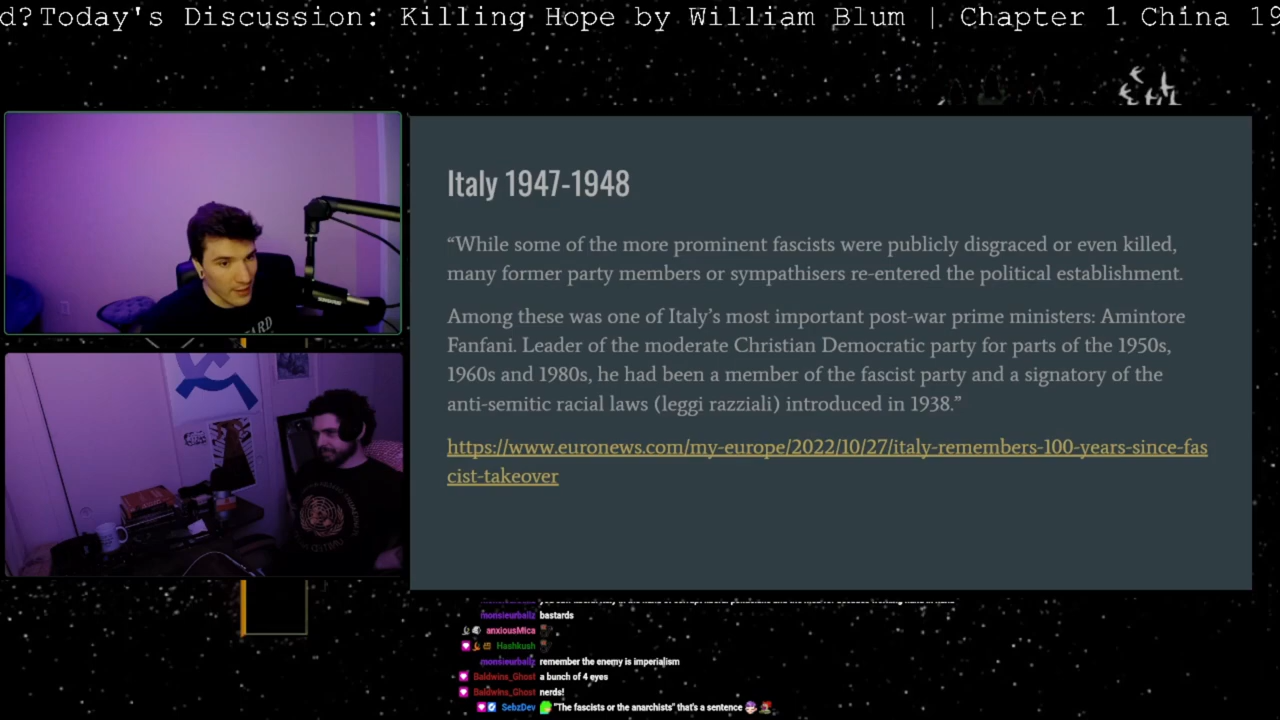 d?Today's Discussion: Killing Hope by William Blum | Chapter 1 China 19
Italy 1947-1948
“While some of the more prominent fascists were publicly disgraced or even killed,
many former party members or sympathisers re-entered the political establishment.
Among these was one of Italy’s most important post-war prime ministers: Amintore
Fanfani. Leader of the moderate Christian Democratic party for parts of the 1950s,
1960s and 1980s, he had been a member of the fascist party and a signatory of the
anti-semitic racial laws (leggi razziali) introduced in 1938.”
https://www.euronews.com/my-europe/2022/10/27/italy-remembers-100-years-since-fas
cist-takeover
monsieurballz bastards
anxiousMica
Hashkush
monsieurballz remember the enemy is imperialism
Baldwins_Ghost a bunch of 4 eyes
Baldwins_Ghost nerds!
SebzDev "The fascists or the anarchists" that's a sentence